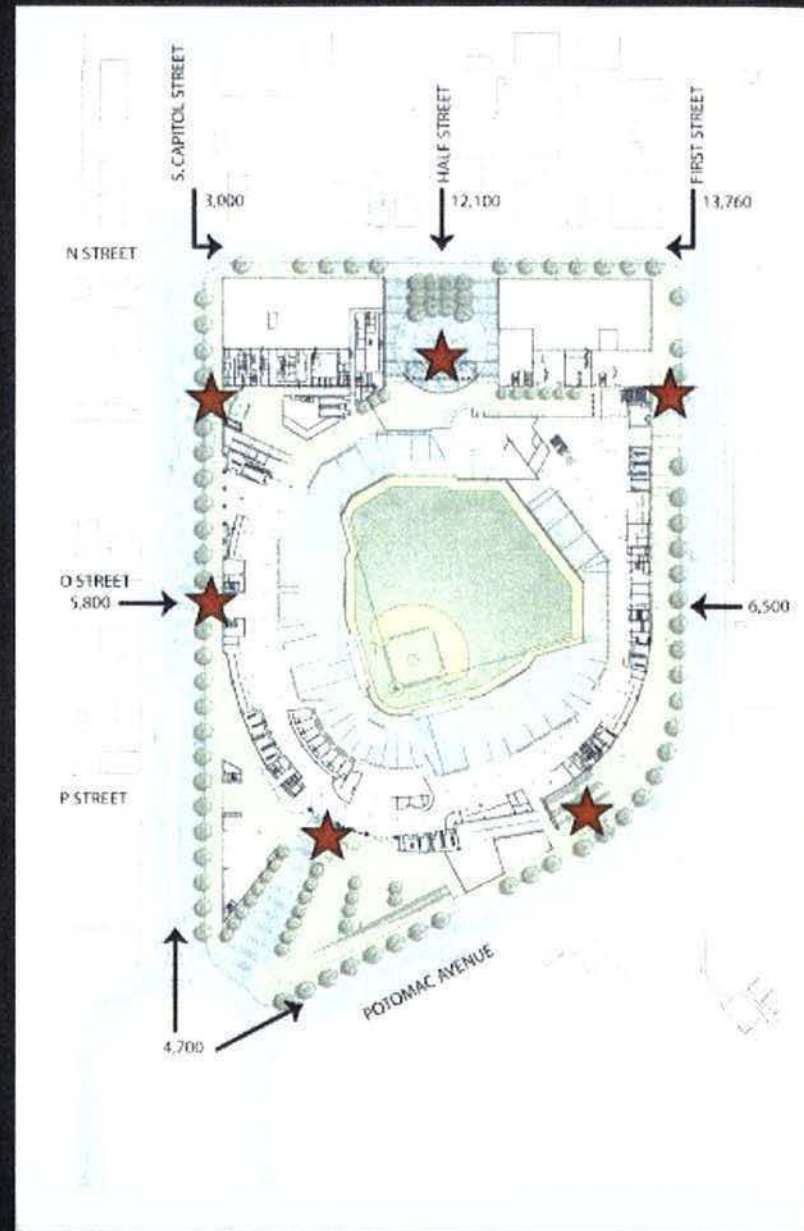 S. CAPITOL STREET
HALF STREET
FIRST STREET
3,000
12,100
13,760
N STREET
O STREET
5,800
6,500
P STREET
POTOMAC AVENUE
4,700